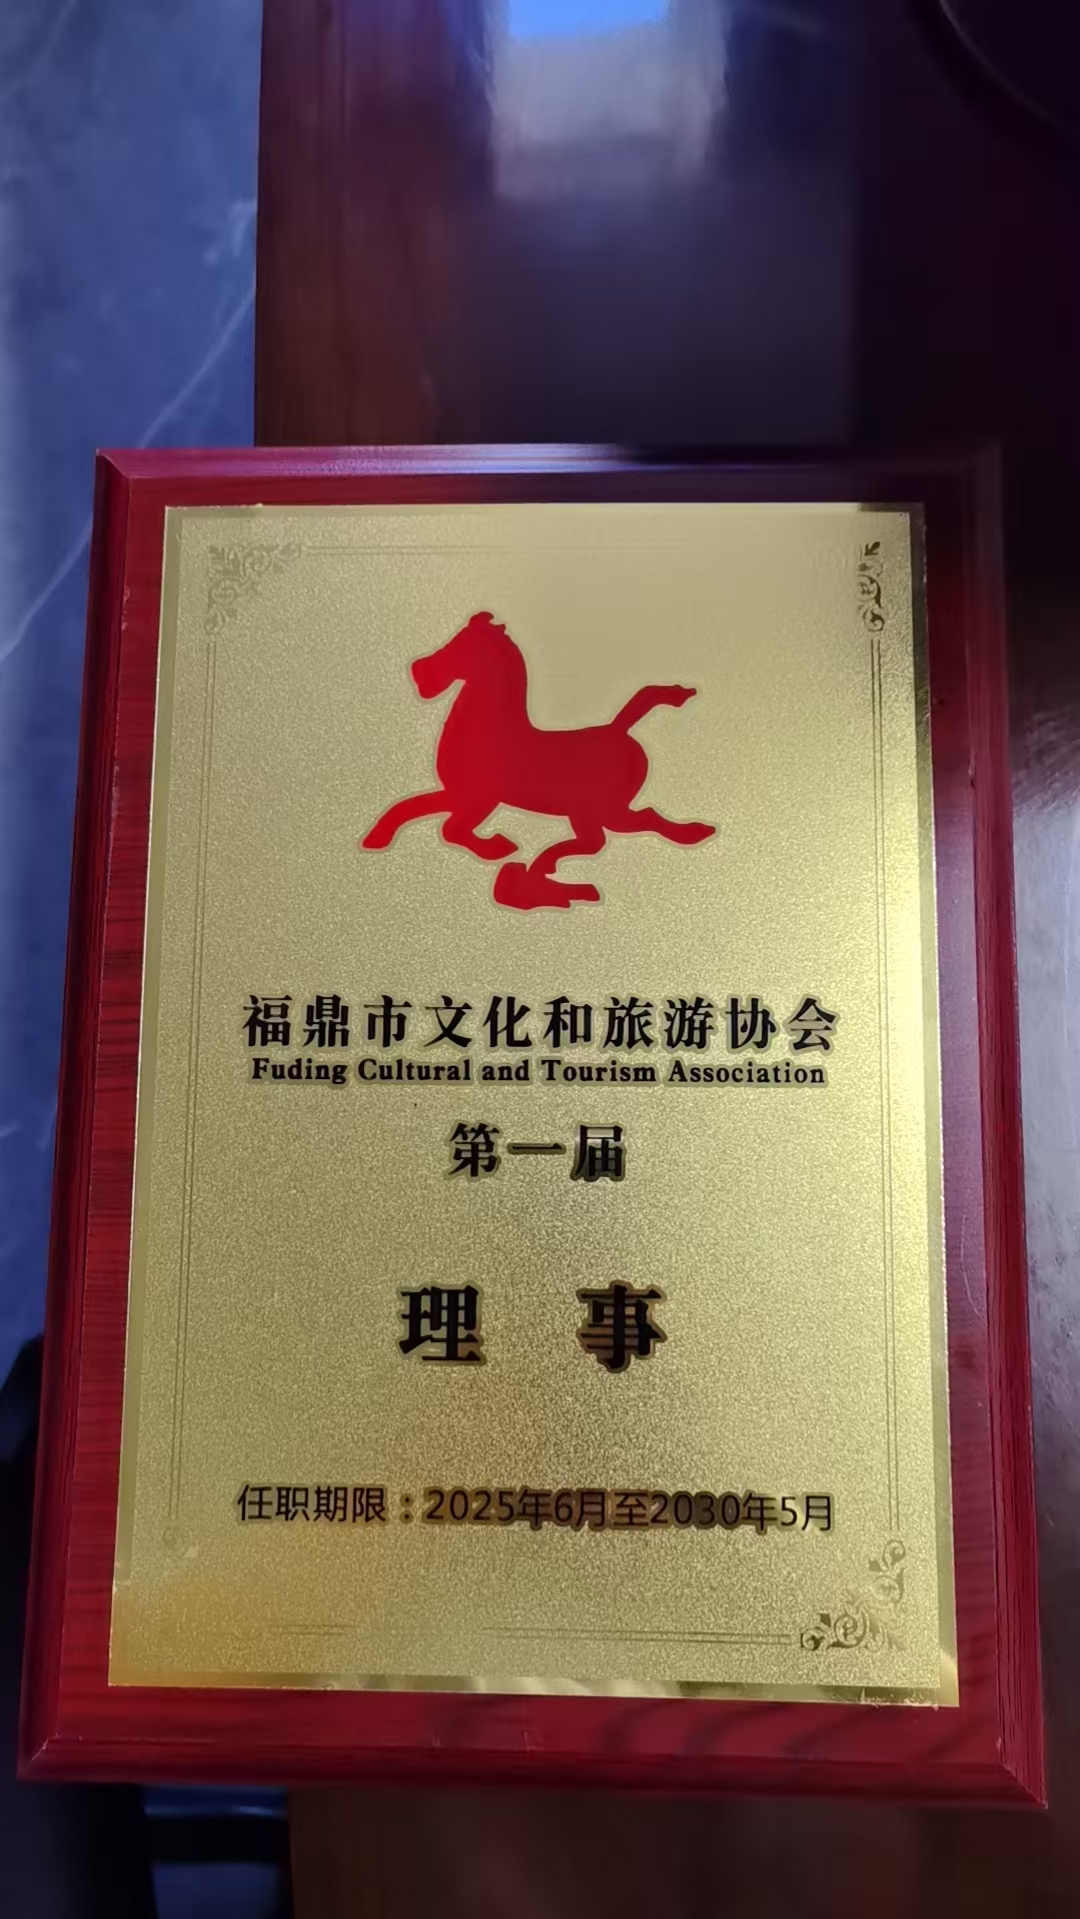 福鼎市文化和旅游协会
Fuding Cultural and Tourism Association
第一届
理 事
任职期限：2025年6月至2030年5月